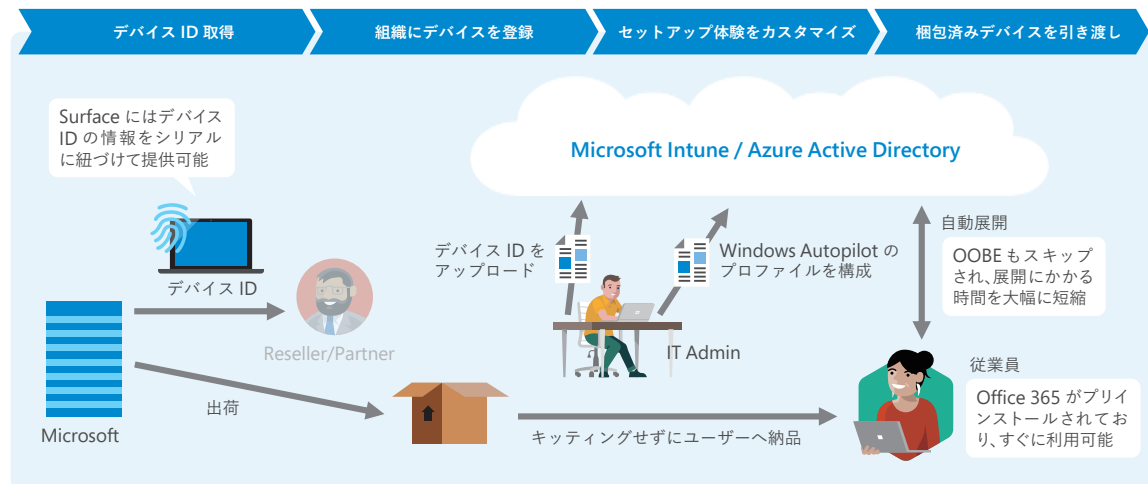 デバイス ID 取得
組織にデバイスを登録
セットアップ体験をカスタマイズ
梱包済みデバイスを引き渡し
Surface にはデバイス
ID の情報をシリアル
に紐づけて提供可能
Microsoft Intune / Azure Active Directory
デバイス ID
Reseller/Partner
Microsoft
出荷
デバイス ID を
アップロード
Windows Autopilot の
プロファイルを構成
IT Admin
キッティングせずにユーザーへ納品
自動展開
OOBE もスキップ
され、展開にかかる
時間を大幅に短縮
従業員
Office 365 がプリイ
ンストールされてお
り、すぐに利用可能